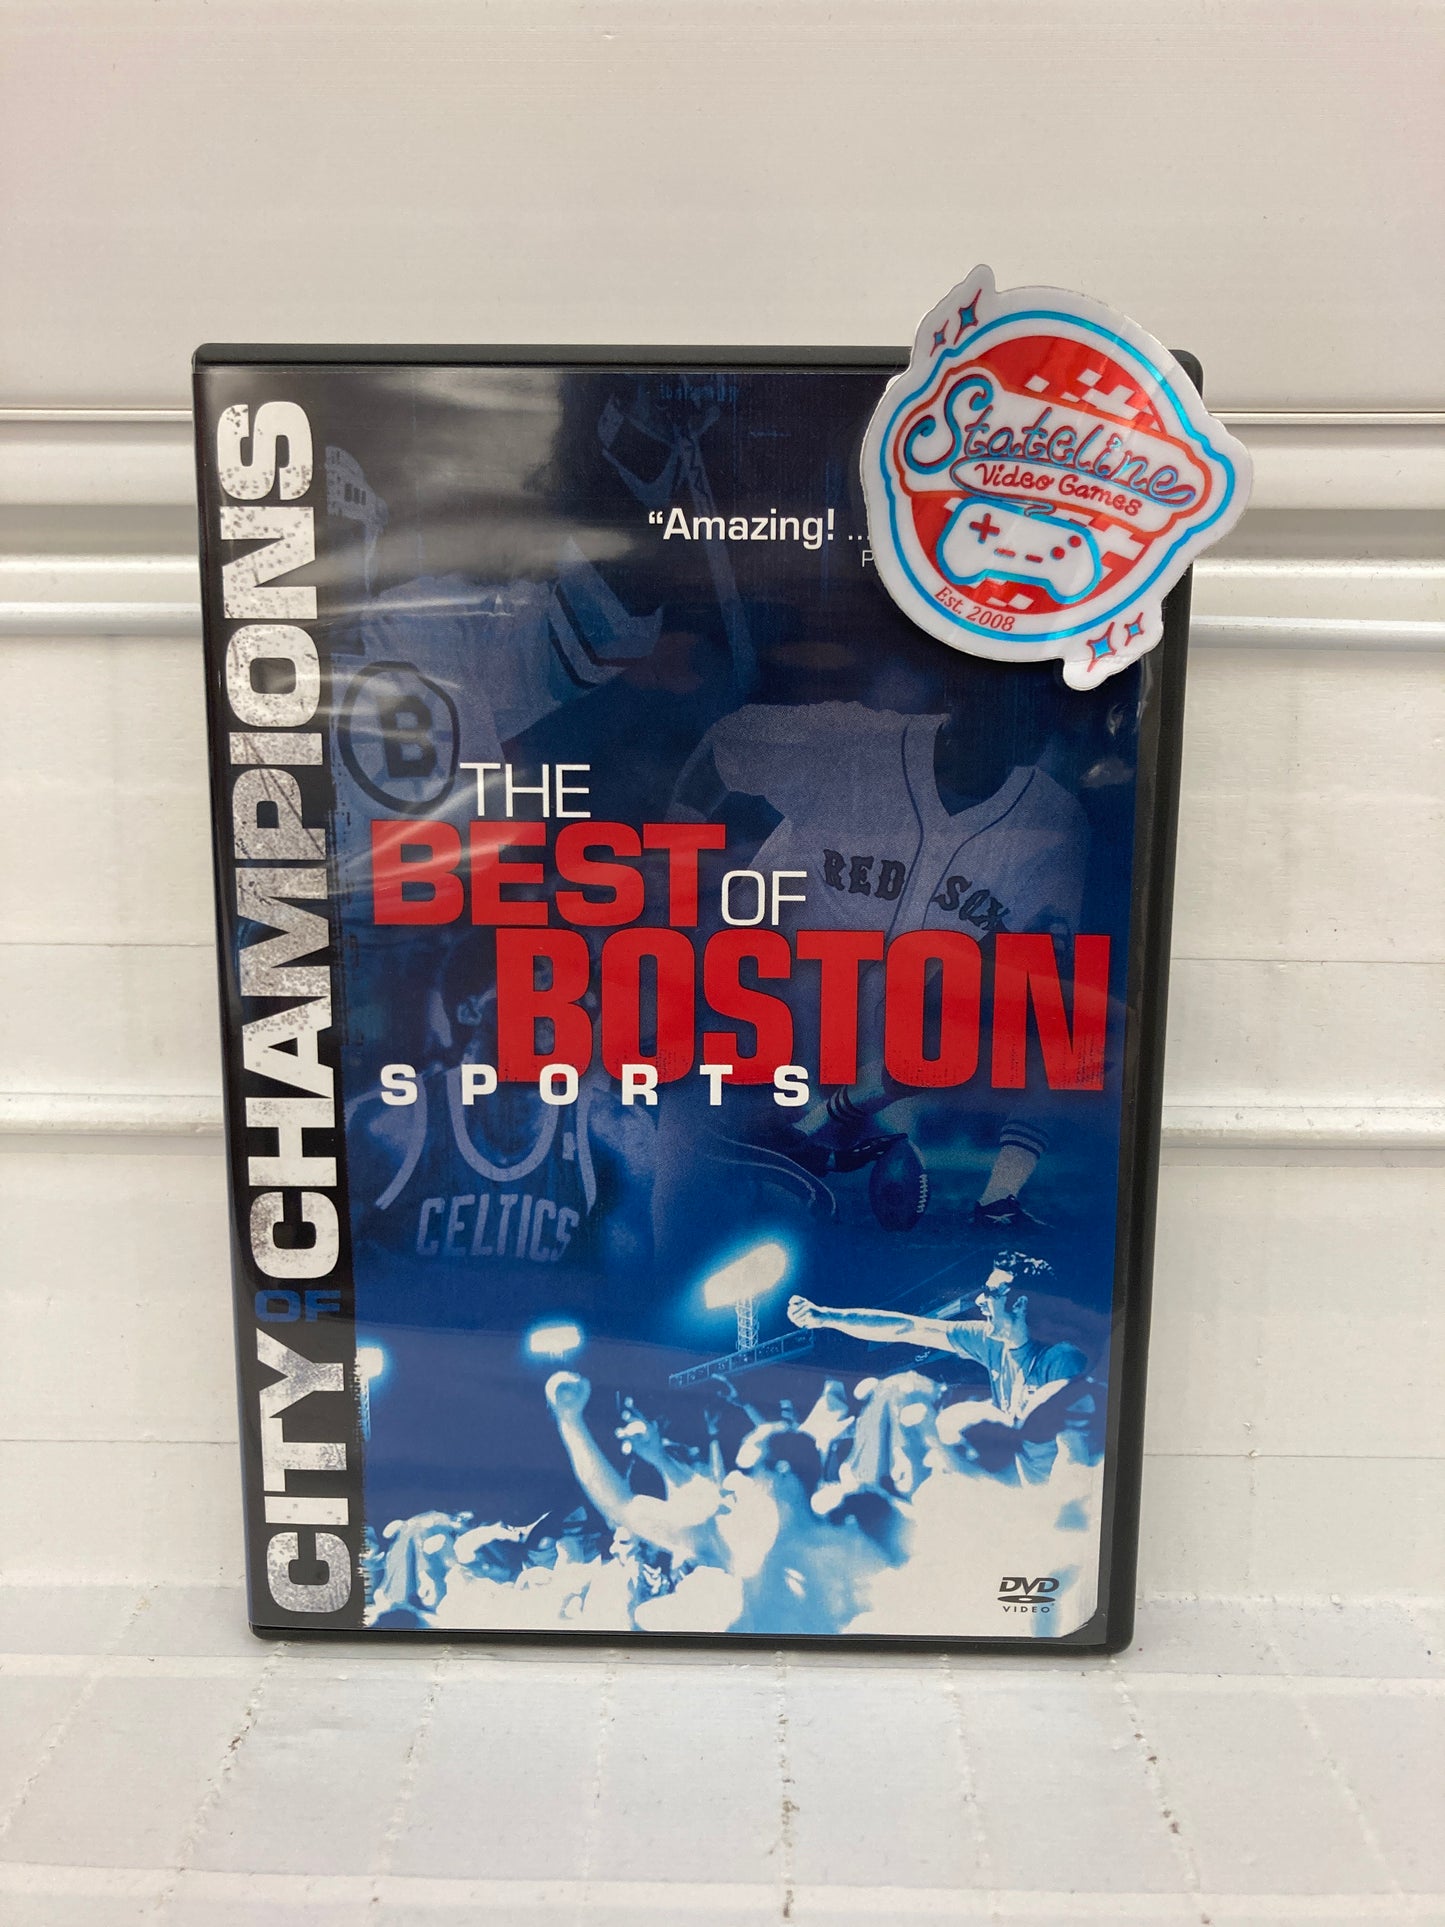 CITY OF CHAMPIONS
"Amazing! ...
P
Stateline
Video Games
Est. 2008
B
THE
BEST OF
BOSTON
SPORTS
RED SOX
CELTICS
DVD
VIDEO